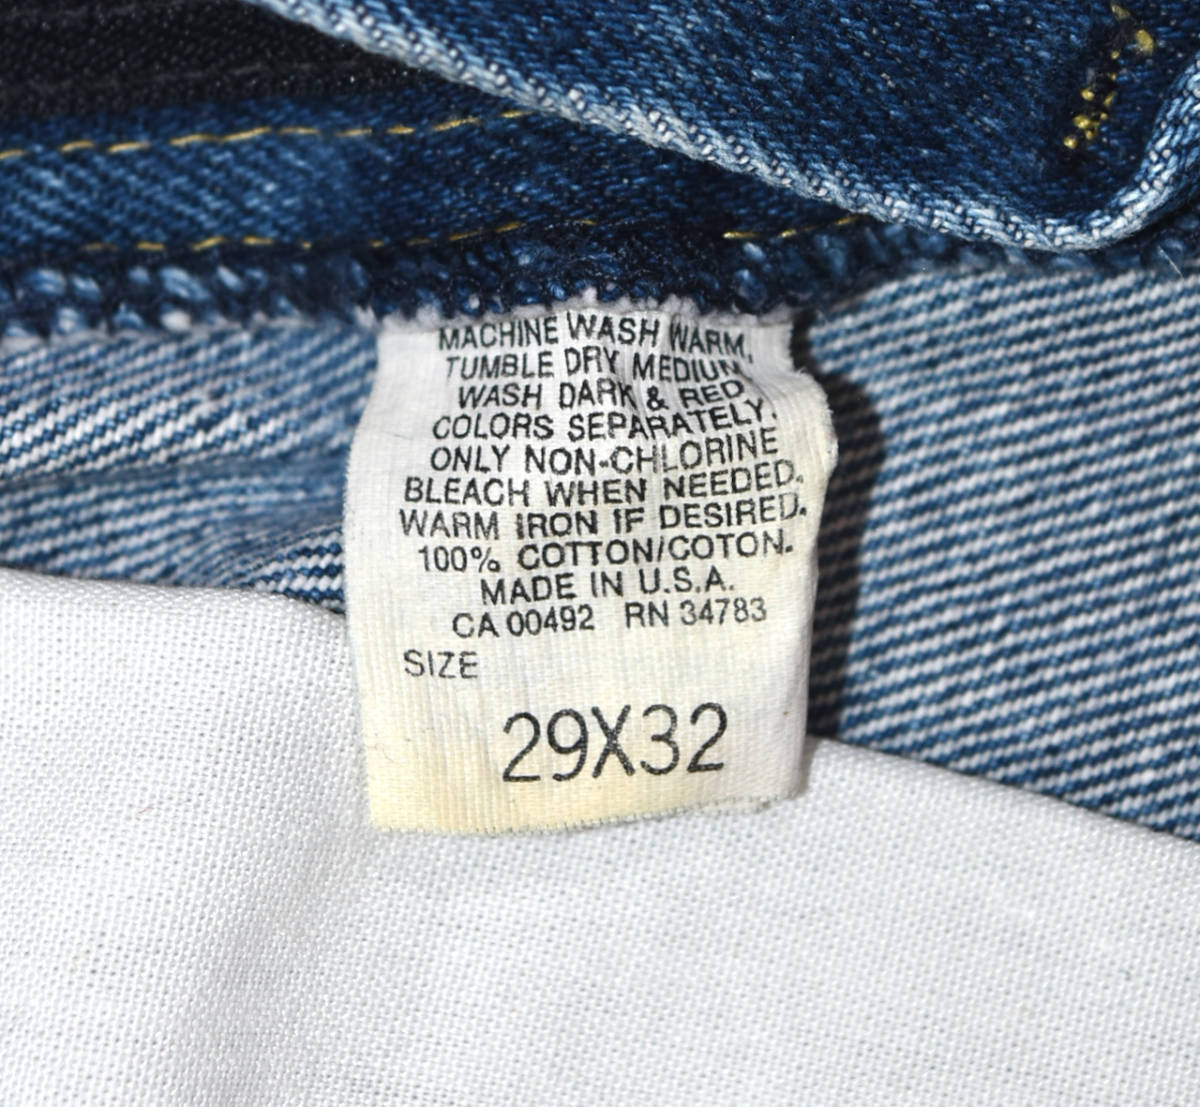 MACHINE WASH WARM.
TUMBLE DRY MEDIUM.
WASH DARK & RED
COLORS SEPARATELY.
ONLY NON-CHLORINE
BLEACH WHEN NEEDED.
WARM IRON IF DESIRED.
100% COTTON/COTON.
MADE IN U.S.A.
CA 00492 RN 34783
SIZE
29X32